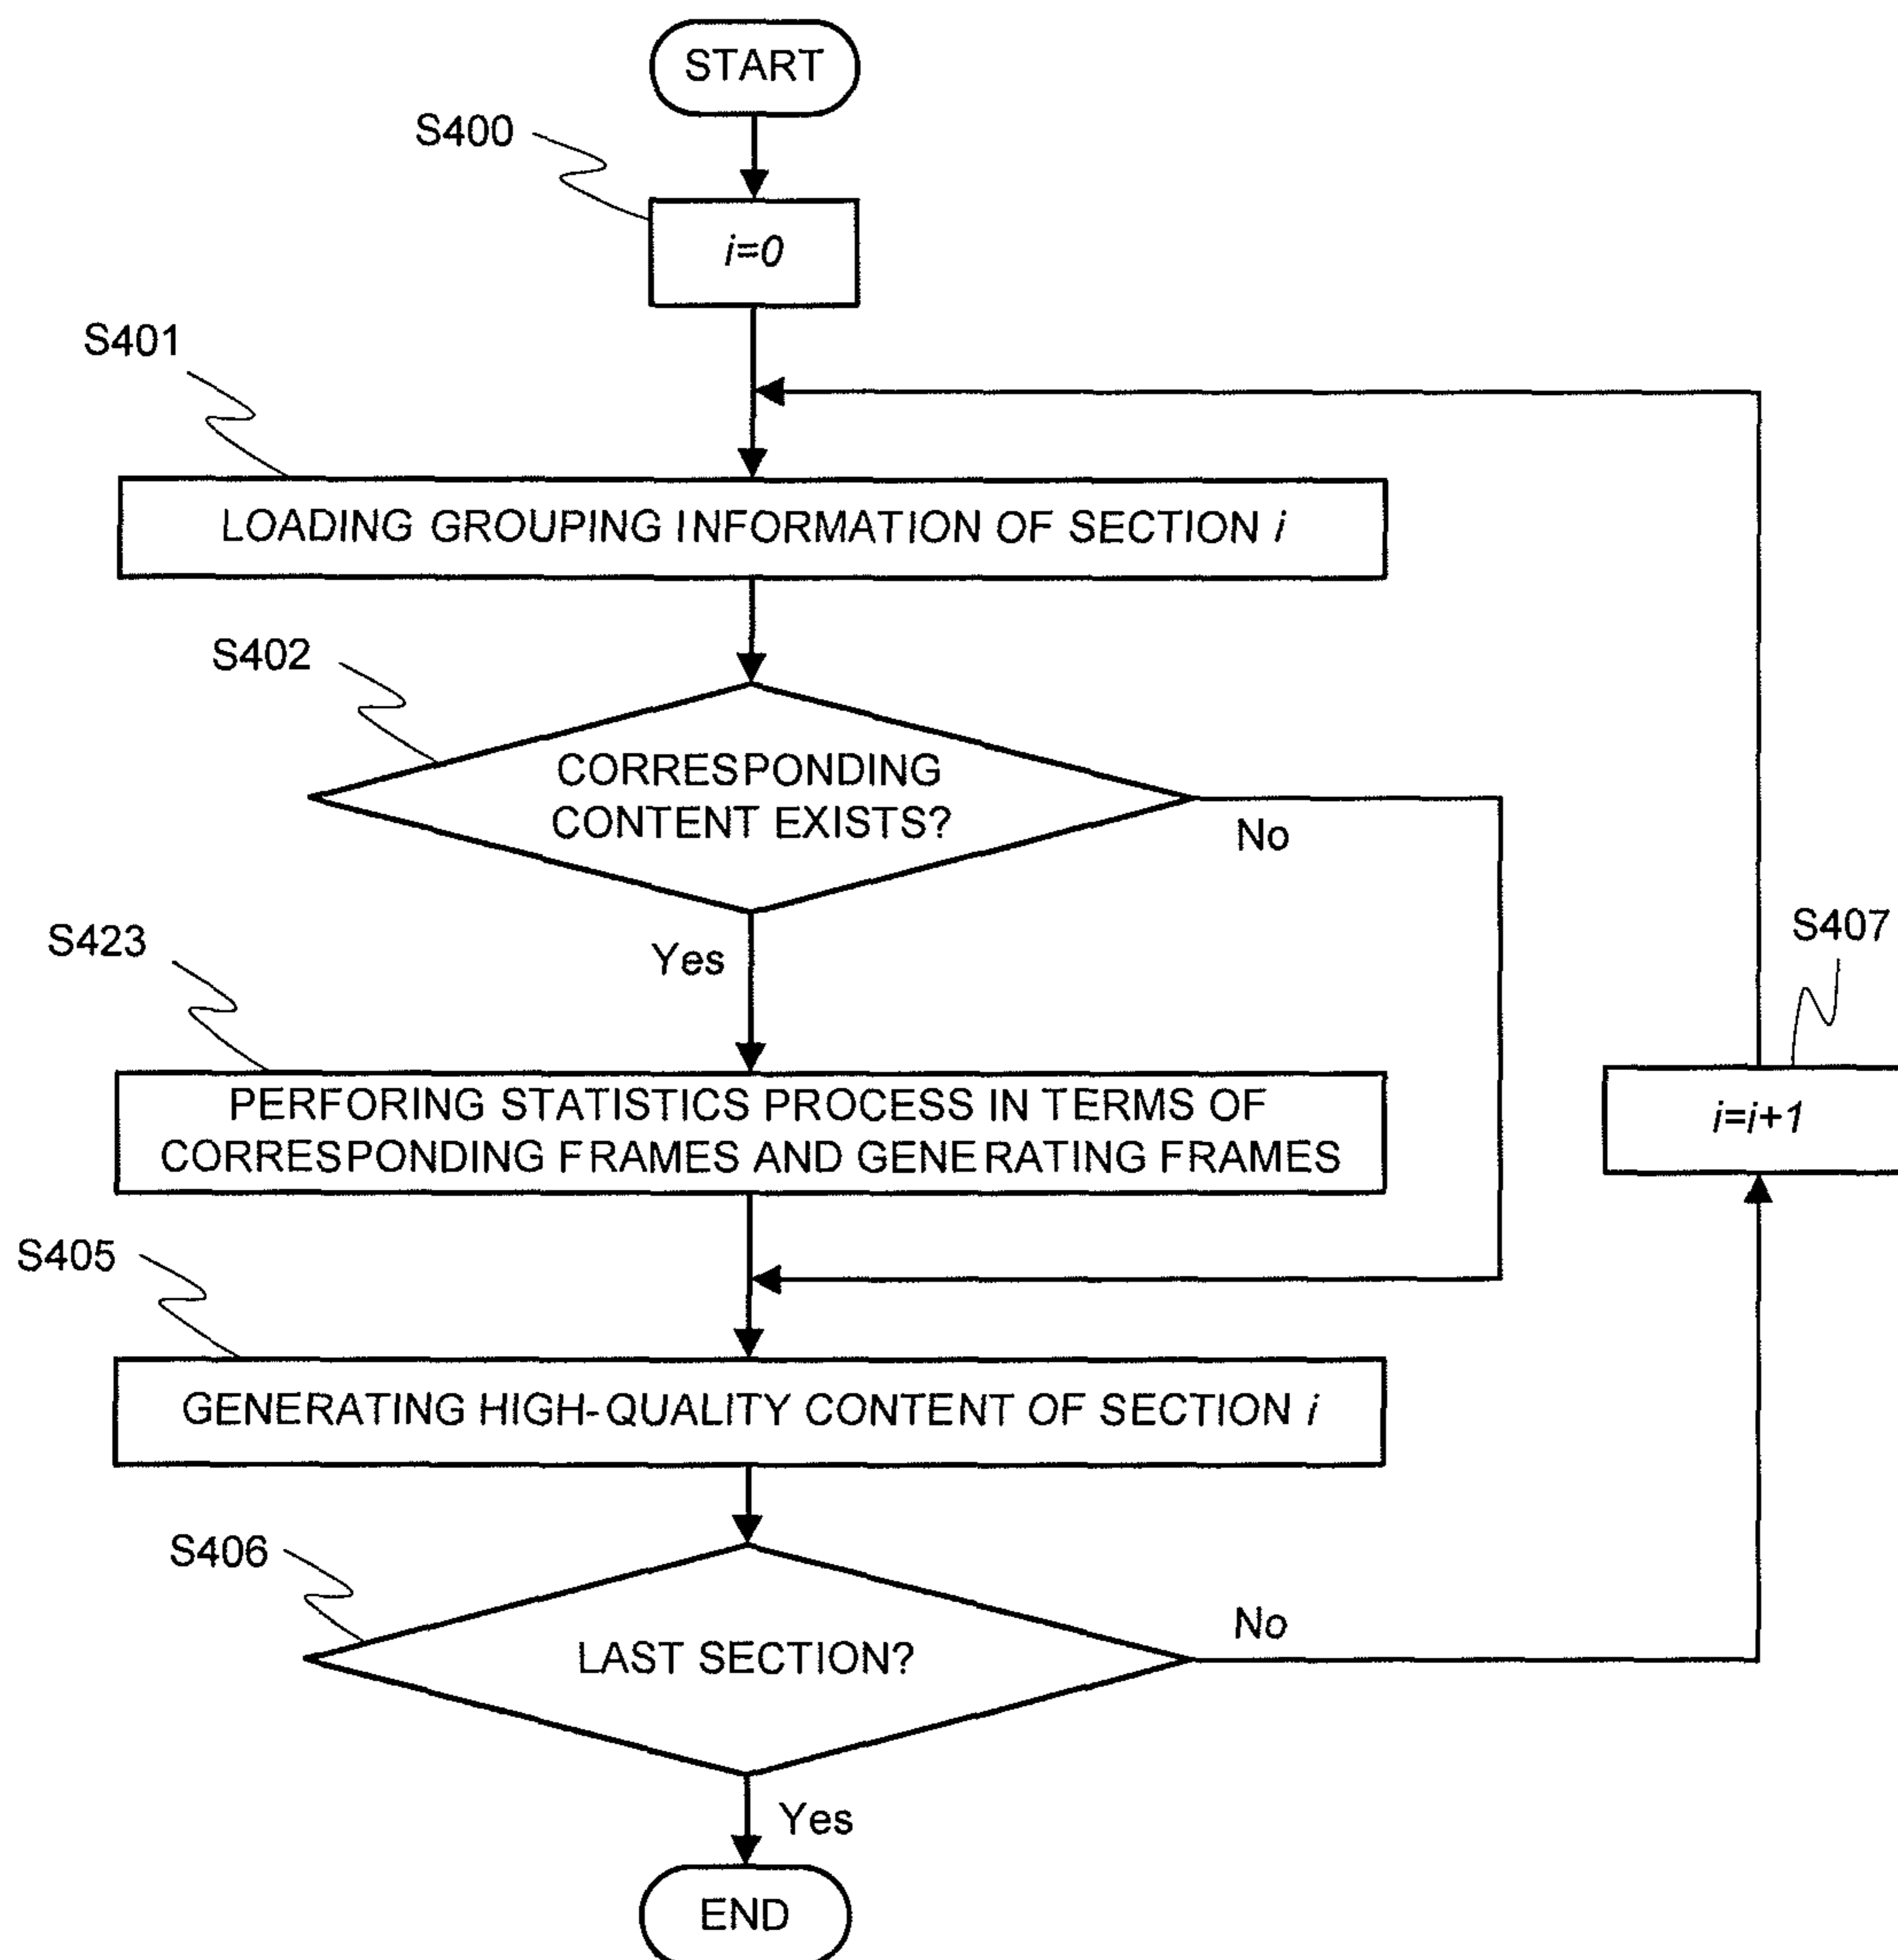 START
S400
i=0
S401
LOADING GROUPING INFORMATION OF SECTION i
S402
CORRESPONDING
CONTENT EXISTS?
No
S423
Yes
S407
PERFORING STATISTICS PROCESS IN TERMS OF
CORRESPONDING FRAMES AND GENERATING FRAMES
i=i+1
S405
GENERATING HIGH-QUALITY CONTENT OF SECTION i
S406
LAST SECTION?
No
Yes
END